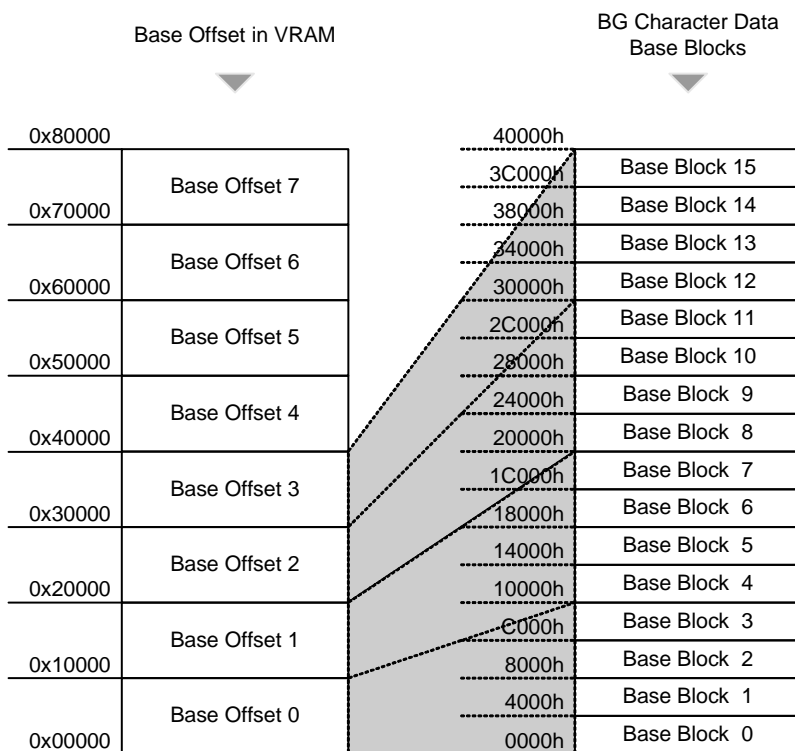 Base Offset in VRAM
BG Character Data
Base Blocks
0x80000
Base Offset 7
0x70000
Base Offset 6
0x60000
Base Offset 5
0x50000
Base Offset 4
0x40000
Base Offset 3
0x30000
Base Offset 2
0x20000
Base Offset 1
0x10000
Base Offset 0
0x00000
40000h
Base Block 15
3C000h
Base Block 14
38000h
Base Block 13
34000h
Base Block 12
30000h
Base Block 11
2C000h
Base Block 10
28000h
Base Block 9
24000h
Base Block 8
20000h
Base Block 7
1C000h
Base Block 6
18000h
Base Block 5
14000h
Base Block 4
10000h
Base Block 3
C000h
Base Block 2
8000h
Base Block 1
4000h
Base Block 0
0000h